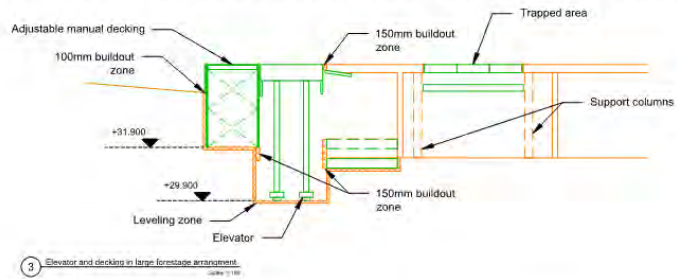 Trapped area
Adjustable manual decking
150mm buildout
zone
100mm buildout
zone
Support columns
+31.900
+29.900
150mm buildout
zone
Leveling zone
Elevator
3
Elevator and decking in large forestage arrangment